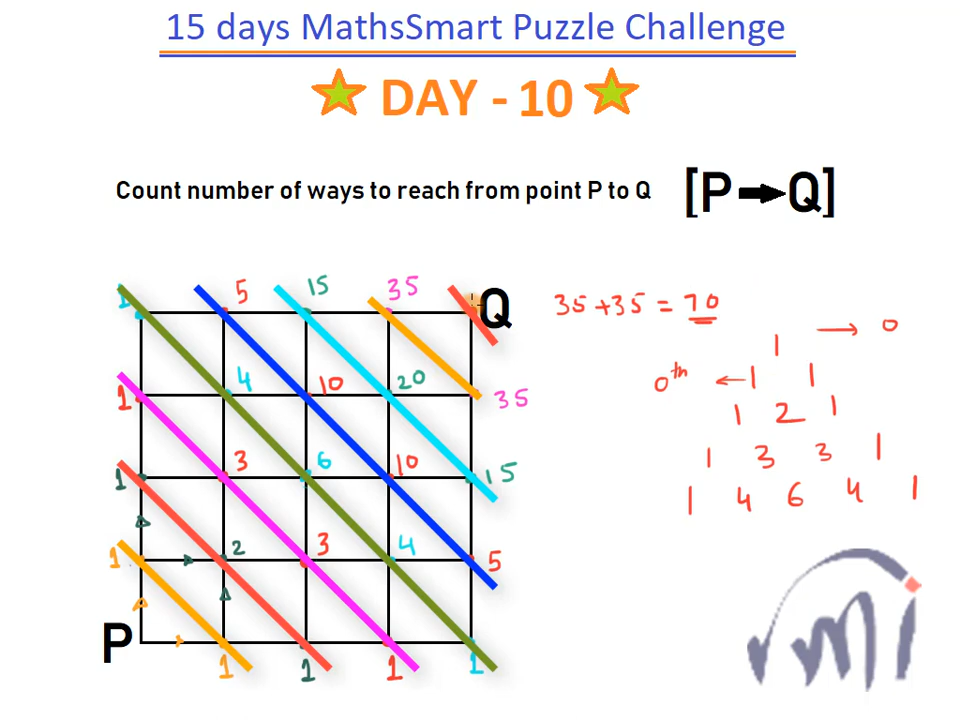 15 days MathsSmart Puzzle Challenge
DAY - 10
Count number of ways to reach from point P to Q [P➡Q]
1 5 15 35 Q
35 + 35 = 70
1 → 0
0th ← 1 1
1 2 1
1 3 3 1
1 4 6 4 1
4 10 20 35
1 3 6 10 15
1 2 3 4 5
1
P
1 1 1 1
vmi